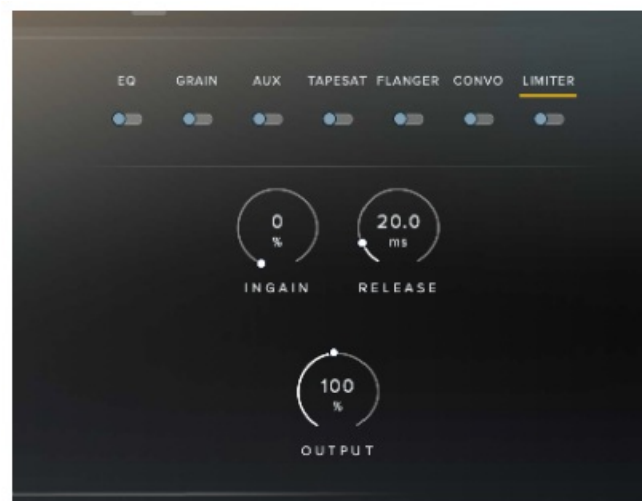 EQ GRAIN AUX TAPESAT FLANGER CONVO LIMITER
0 20.0
% ms
INGAIN RELEASE
100
%
OUTPUT